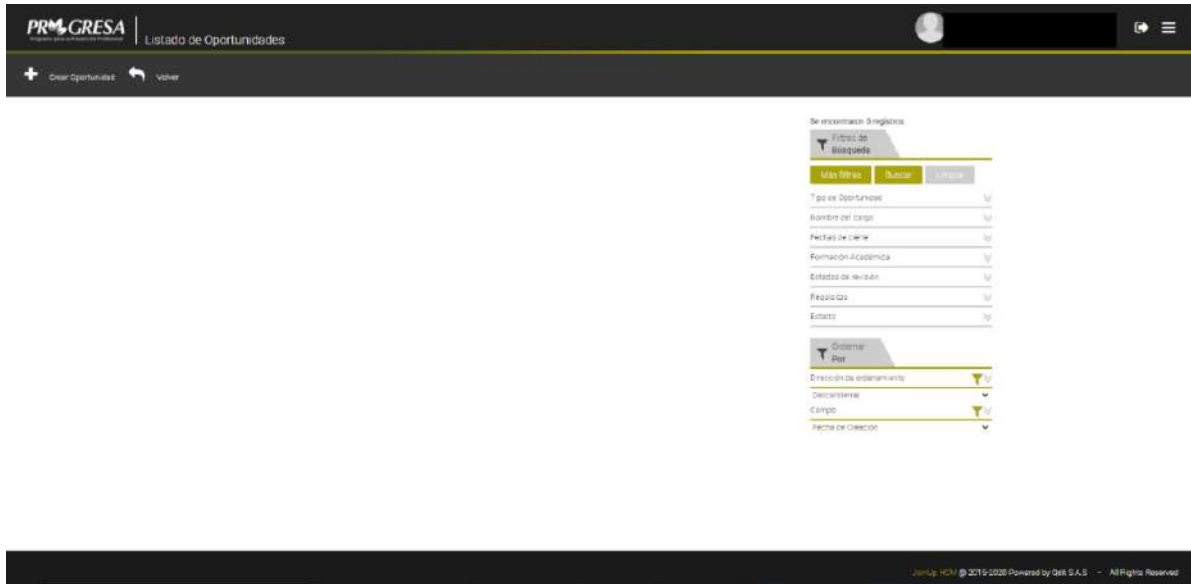 PROGRESA
Listado de Oportunidades
Crear Oportunidad
Volver
Se encontraron 0 registros
Filtros de
Búsqueda
Más filtros
Buscar
Limpiar
Tipo de Oportunidad
Nombre del cargo
Fechas de cierre
Formación Académica
Estados de revisión
Requisitos
Estado
Ordenar
Por
Dirección de ordenamiento
Descendente
Campo
Fecha de Creación
JoinUp HCM @ 2015-2020 Powered by Qelit S.A.S - All Rights Reserved